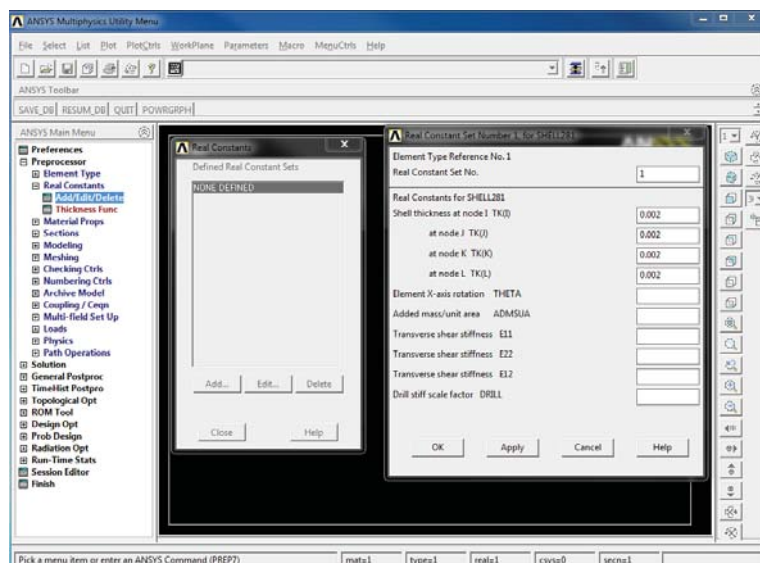 ANSYS Multiphysics Utility Menu
File Select List Plot PlotCtrls WorkPlane Parameters Macro MenuCtrls Help
ANSYS Toolbar
SAVE_DB RESUM_DB QUIT POWRGRPH
ANSYS Main Menu
Preferences
Preprocessor
Element Type
Real Constants
Add/Edit/Delete
Thickness Func
Material Props
Sections
Modeling
Meshing
Checking Ctrls
Numbering Ctrls
Archive Model
Coupling / Ceqn
Multi-field Set Up
Loads
Physics
Path Operations
Solution
General Postproc
TimeHist Postpro
Topological Opt
ROM Tool
Design Opt
Prob Design
Radiation Opt
Run-Time Stats
Session Editor
Finish
Real Constants
Defined Real Constant Sets
NONE DEFINED
Add... Edit... Delete
Close Help
Real Constant Set Number 1, for SHELL281
Element Type Reference No. 1
Real Constant Set No. 1
Real Constants for SHELL281
Shell thickness at node I TK(I) 0.002
at node J TK(J) 0.002
at node K TK(K) 0.002
at node L TK(L) 0.002
Element X-axis rotation THETA
Added mass/unit area ADMSUA
Transverse shear stiffness E11
Transverse shear stiffness E22
Transverse shear stiffness E12
Drill stiff scale factor DRILL
OK Apply Cancel Help
1
3
Pick a menu item or enter an ANSYS Command (PREP7) mat=1 type=1 real=1 csys=0 secn=1